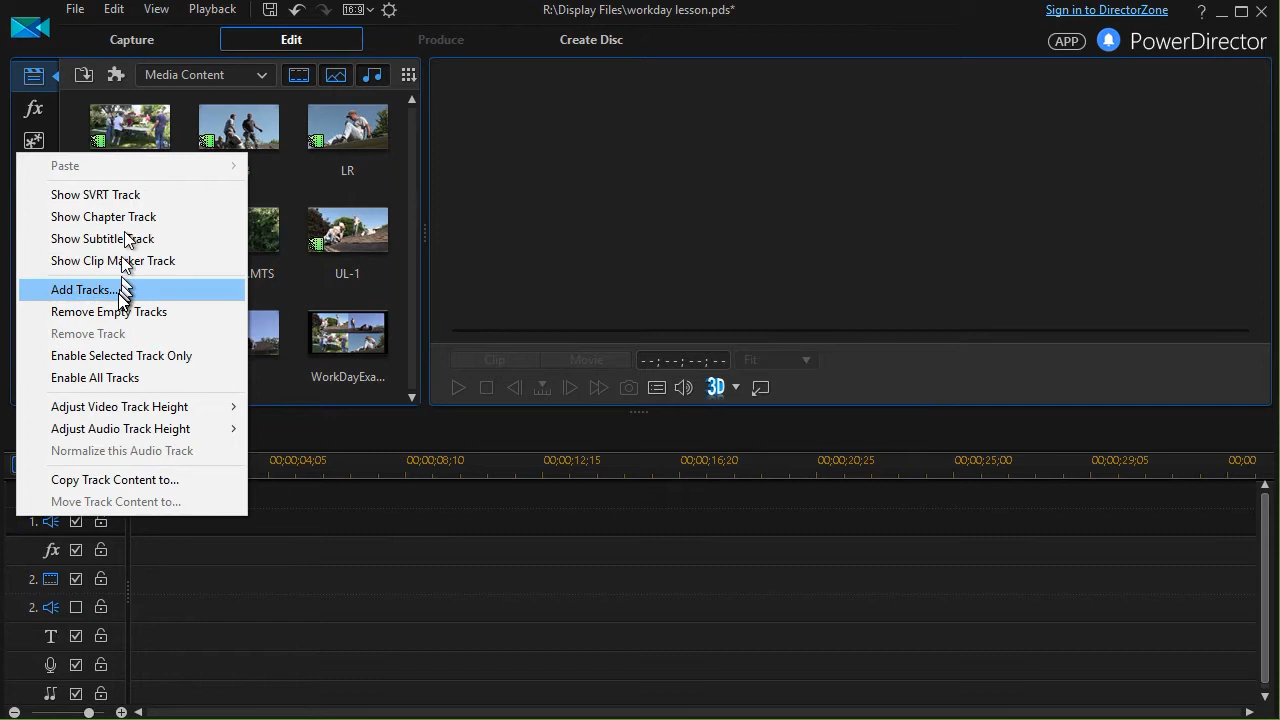 File Edit View Playback 16:9 R:\Display Files\workday lesson.pds* Sign in to DirectorZone ?
Capture Edit Produce Create Disc APP PowerDirector
Media Content
fx
LR
Paste
Show SVRT Track
Show Chapter Track
Show Subtitle Track
Show Clip Marker Track
.MTS UL-1
Add Tracks...
Remove Empty Tracks
Remove Track
Enable Selected Track Only
Enable All Tracks
WorkDayExa...
Clip Movie --;--;--;-- Fit
3D
Adjust Video Track Height
Adjust Audio Track Height
Normalize this Audio Track
Copy Track Content to...
Move Track Content to...
00;00;04;05 00;00;08;10 00;00;12;15 00;00;16;20 00;00;20;25 00;00;25;00 00;00;29;05 00;00
1.
fx
2.
2.
T